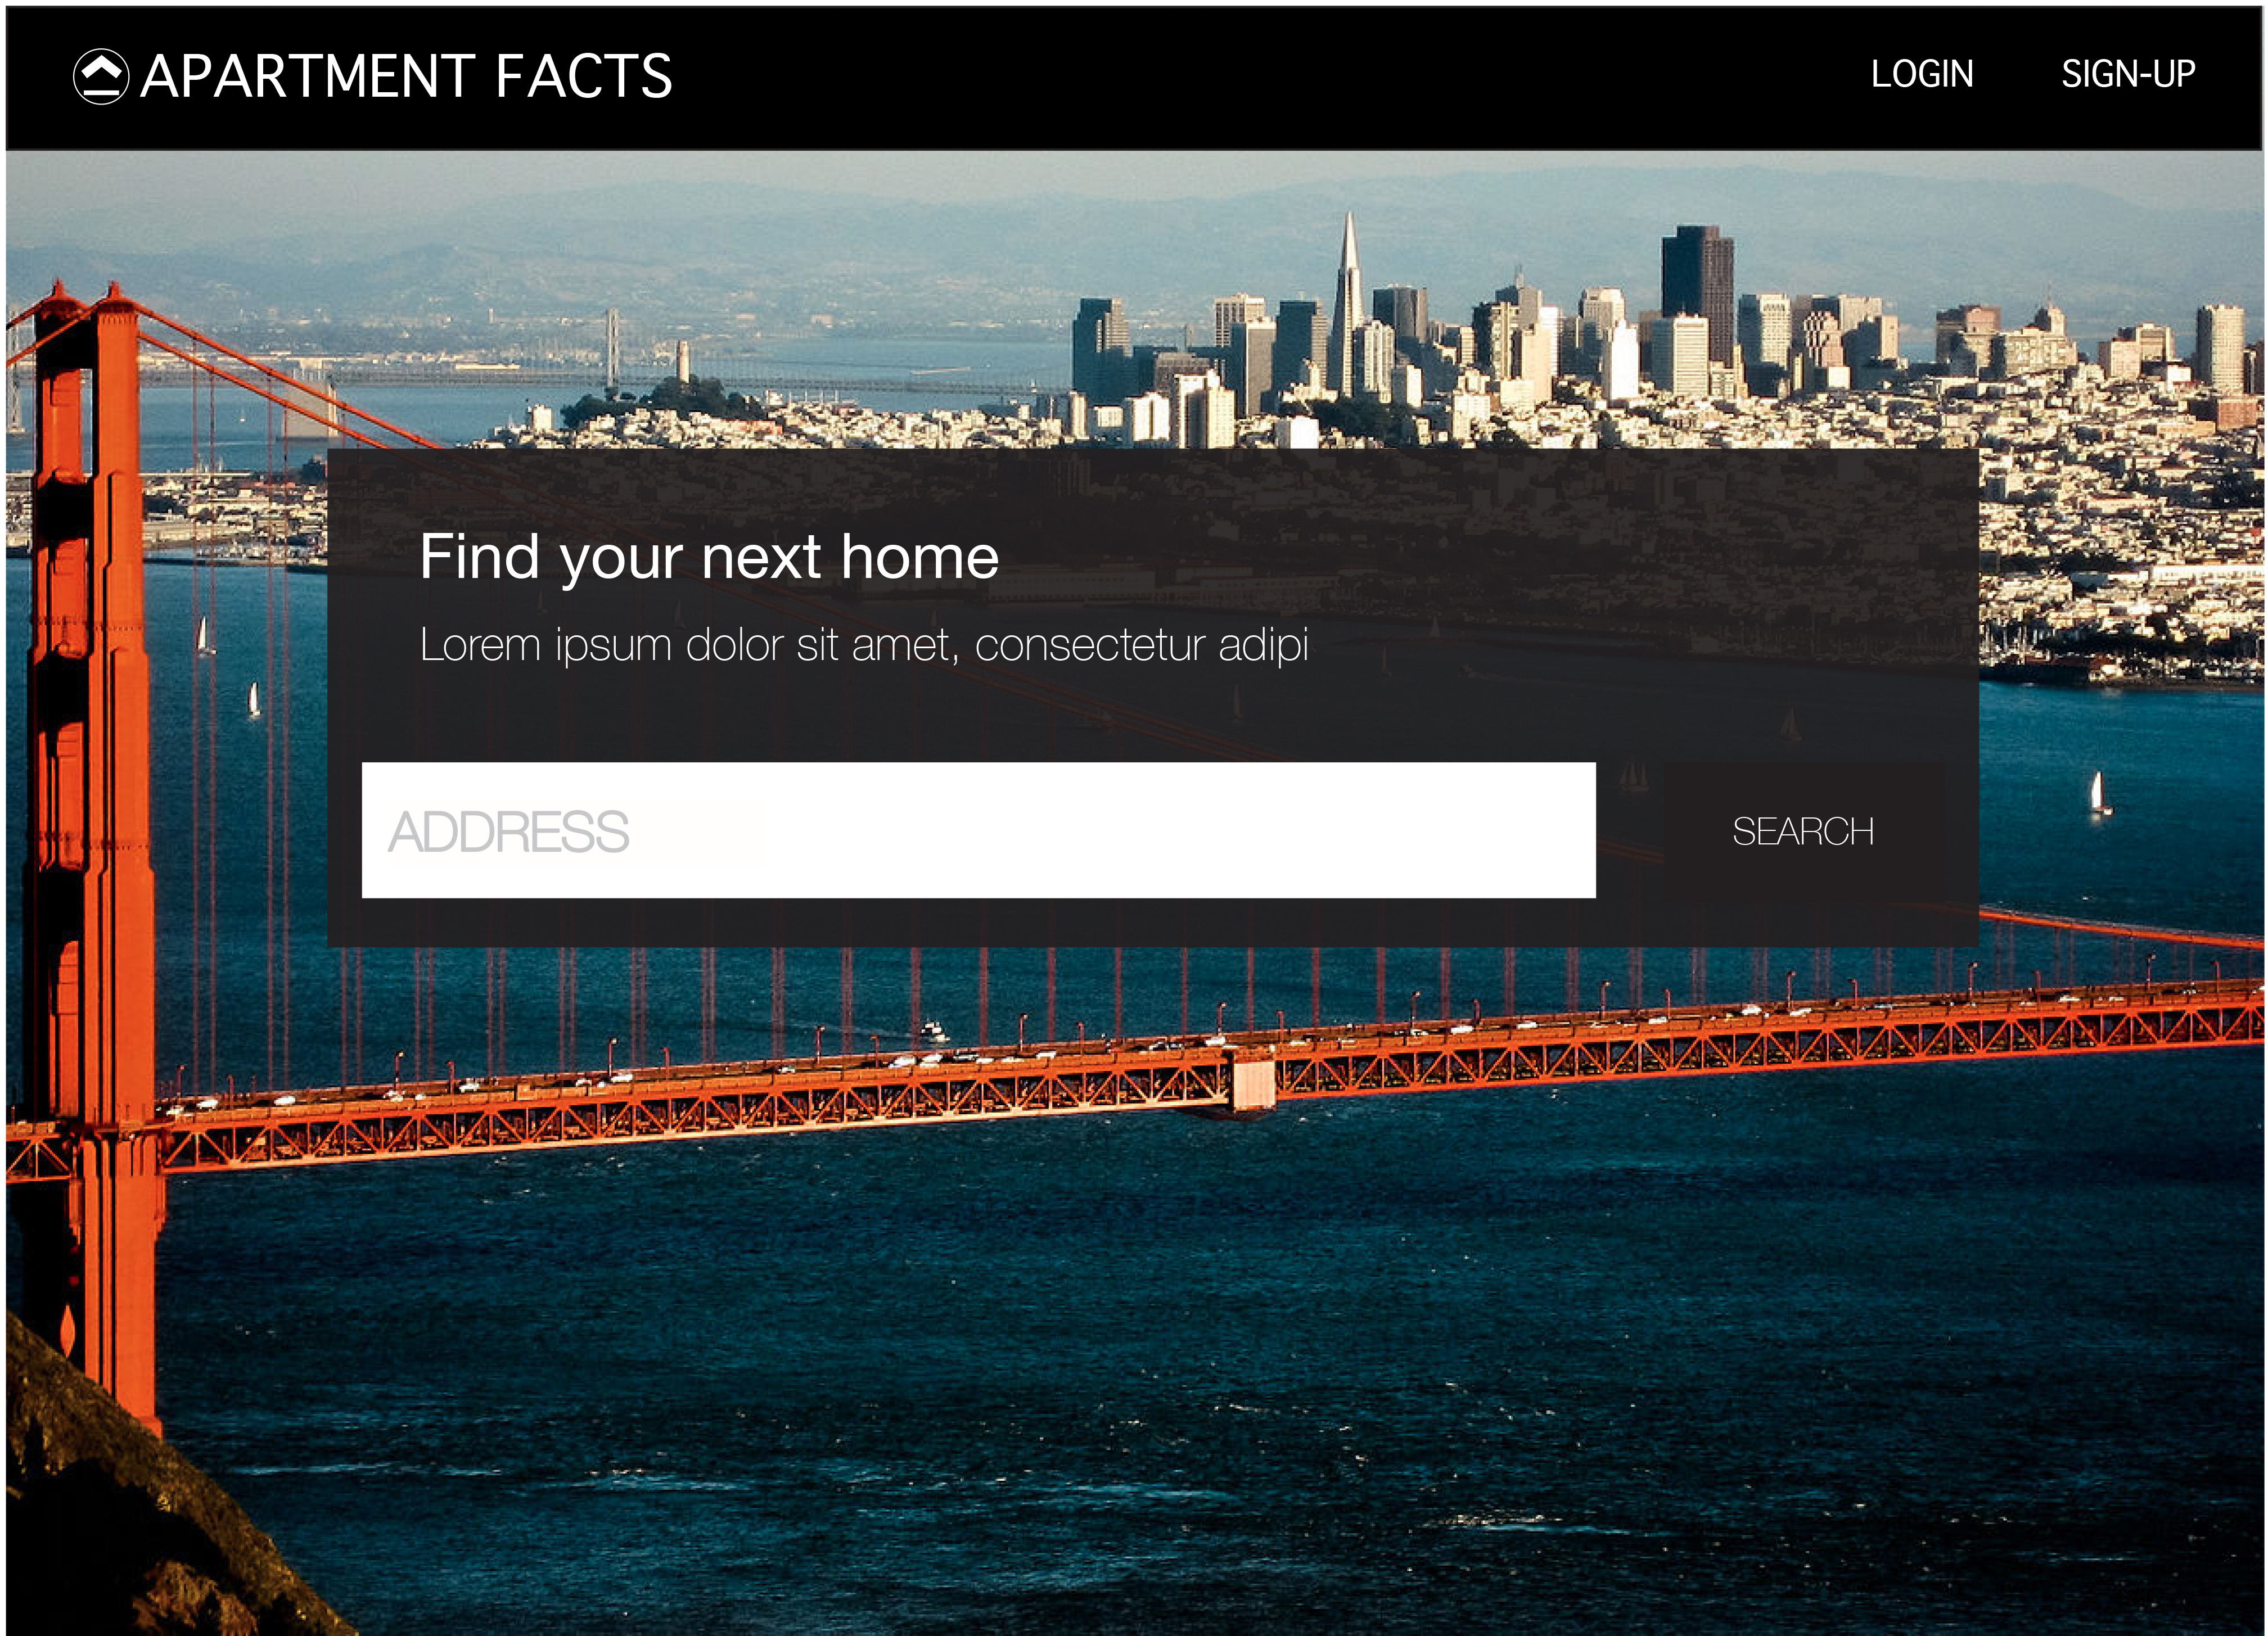 APARTMENT FACTS
LOGIN
SIGN-UP
Find your next home
Lorem ipsum dolor sit amet, consectetur adipi
ADDRESS
SEARCH